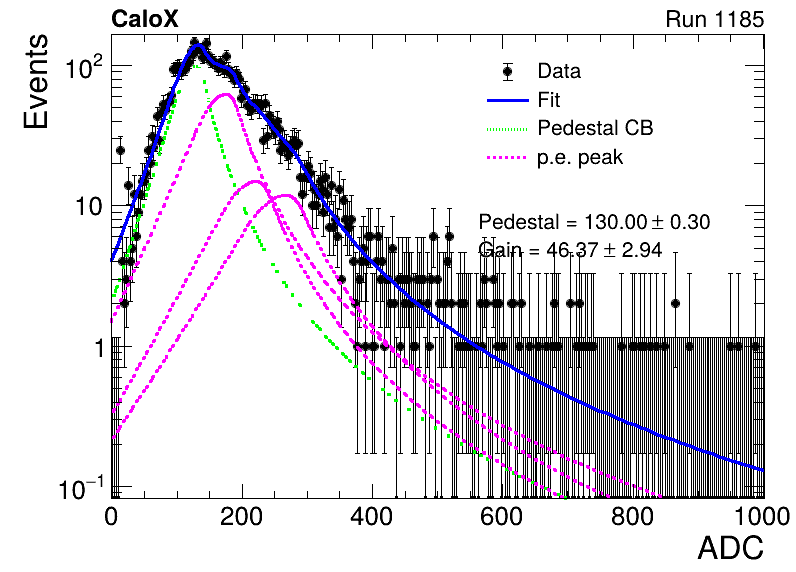 CaloX Run 1185
Events
Data
Fit
Pedestal CB
p.e. peak
Pedestal = 130.00 ± 0.30
Gain = 46.37 ± 2.94
10²
10
1
10⁻¹
0 200 400 600 800 1000
ADC